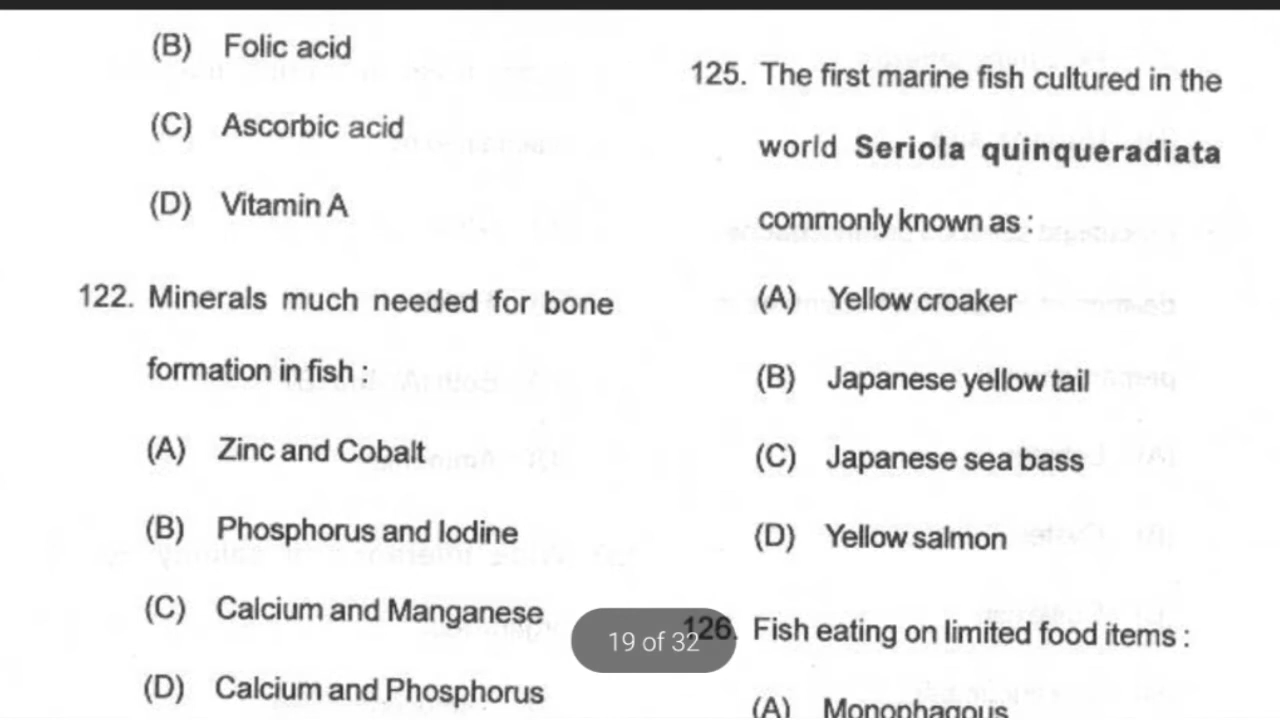 (B) Folic acid
(C) Ascorbic acid
(D) Vitamin A
122. Minerals much needed for bone
formation in fish :
(A) Zinc and Cobalt
(B) Phosphorus and Iodine
(C) Calcium and Manganese
(D) Calcium and Phosphorus
125. The first marine fish cultured in the
world Seriola quinqueradiata
commonly known as :
(A) Yellow croaker
(B) Japanese yellow tail
(C) Japanese sea bass
(D) Yellow salmon
126. Fish eating on limited food items :
(A) Monophagous
19 of 32